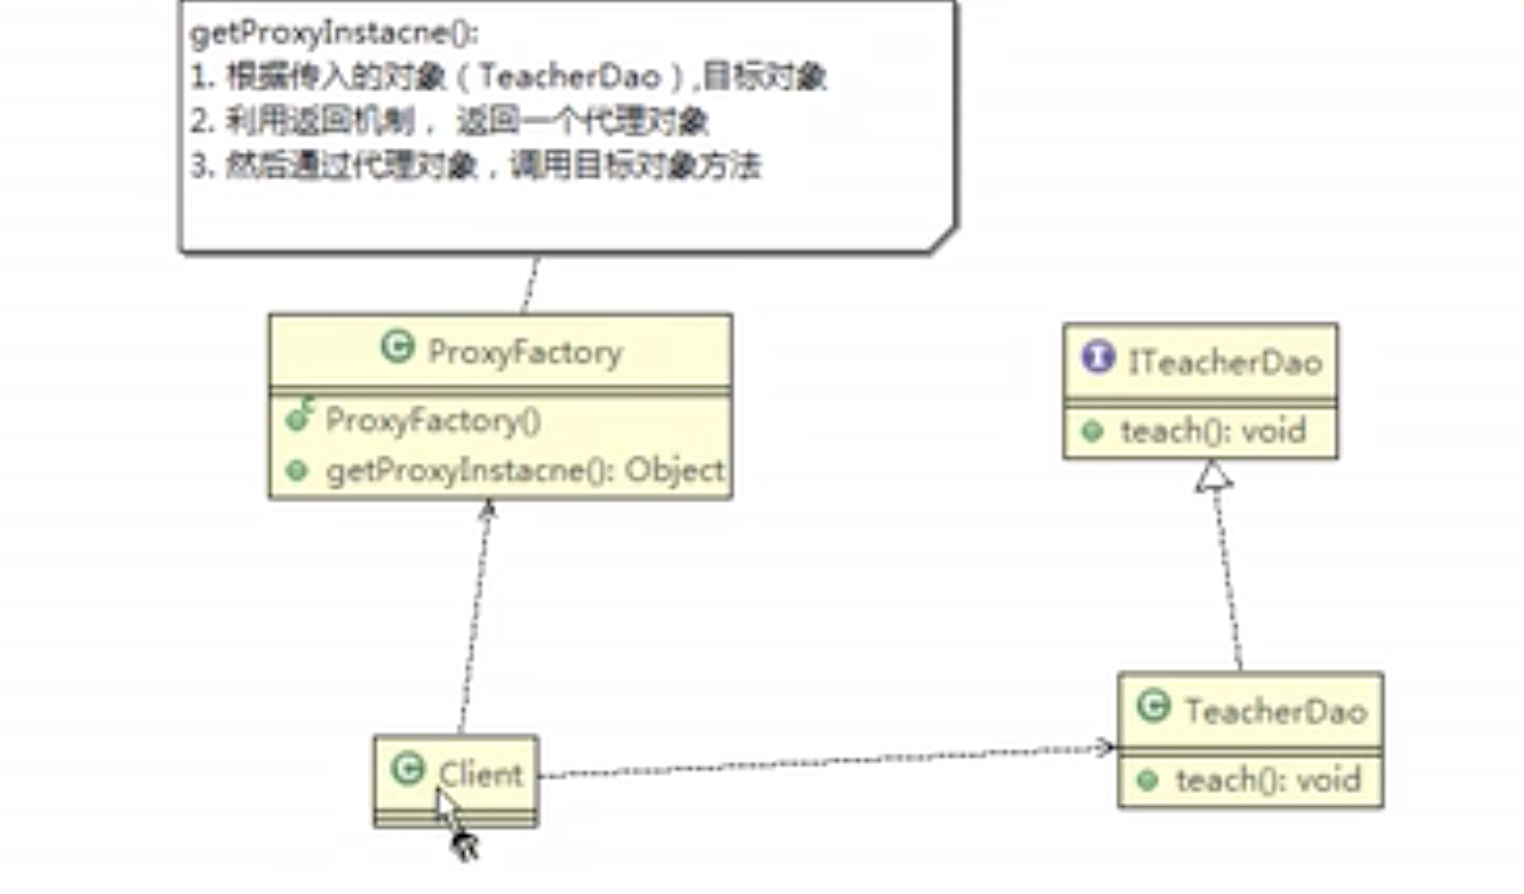 getProxyInstacne():
1. 根据传入的对象（TeacherDao）,目标对象
2. 利用返回机制， 返回一个代理对象
3. 然后通过代理对象，调用目标对象方法
C ProxyFactory
C ProxyFactory()
getProxyInstacne(): Object
I ITeacherDao
teach(): void
C Client
C TeacherDao
teach(): void